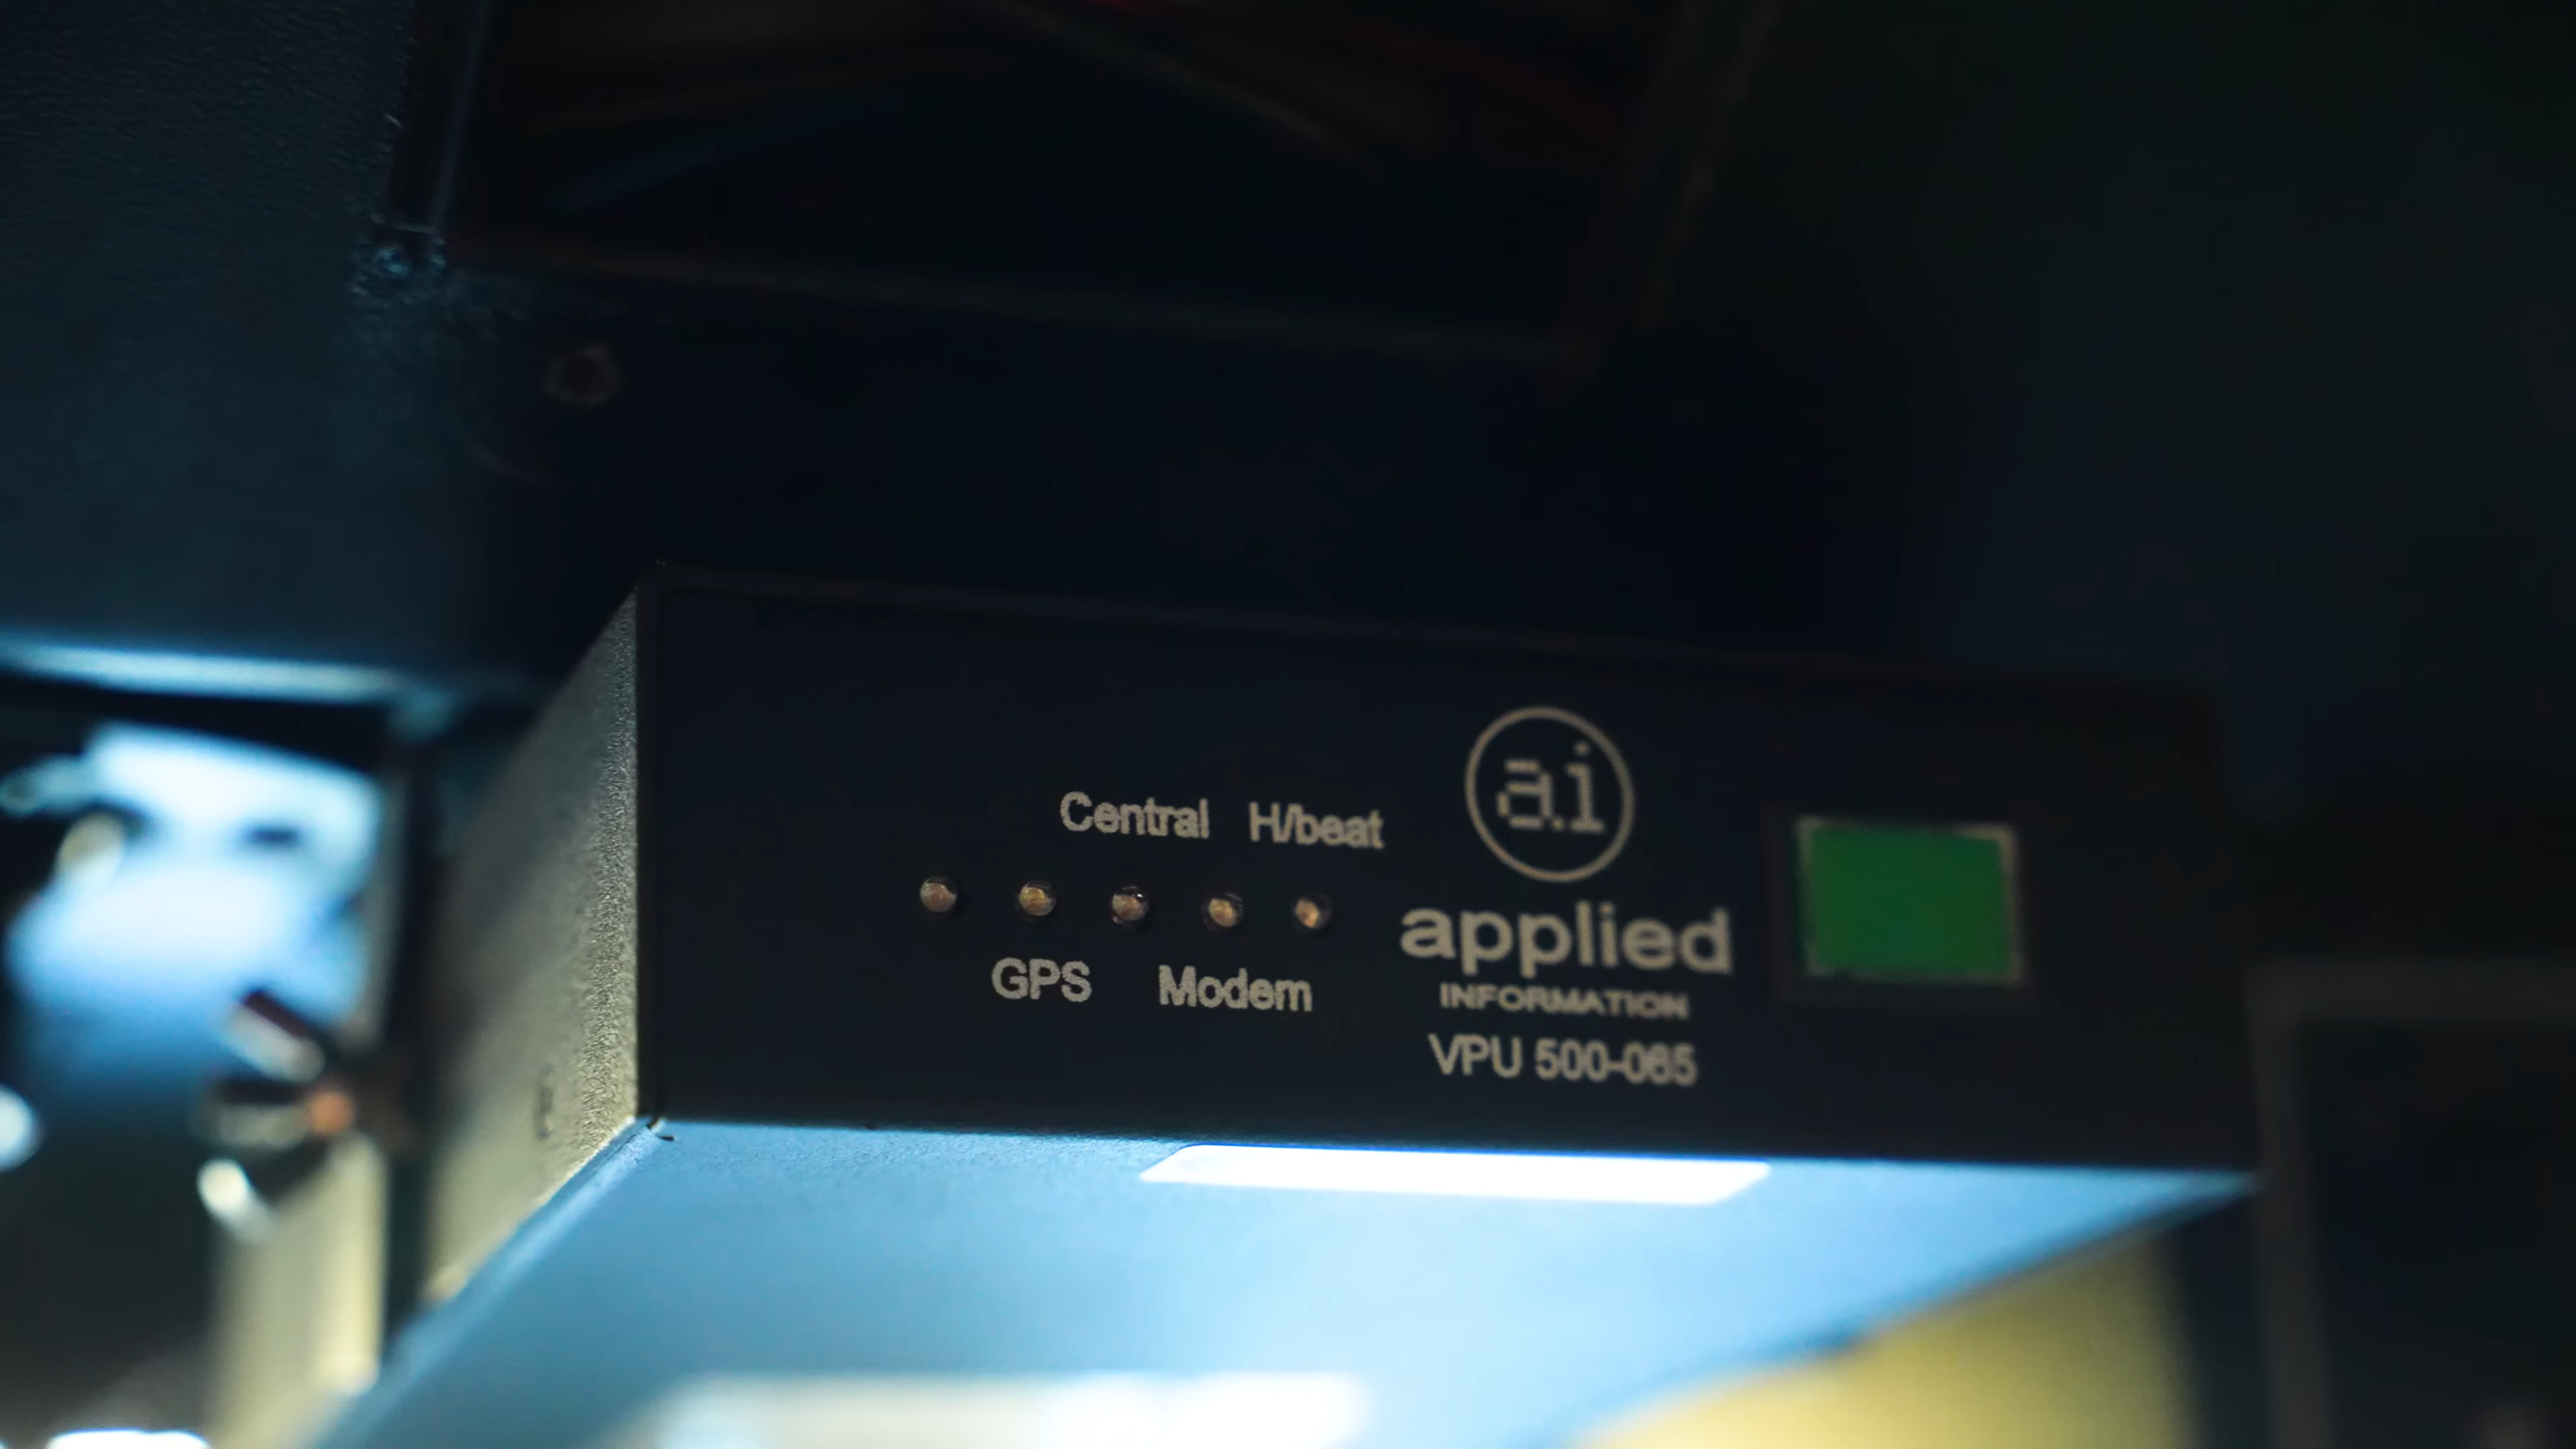 Central H/beat
GPS Modem
a.i
applied
INFORMATION
VPU 500-065